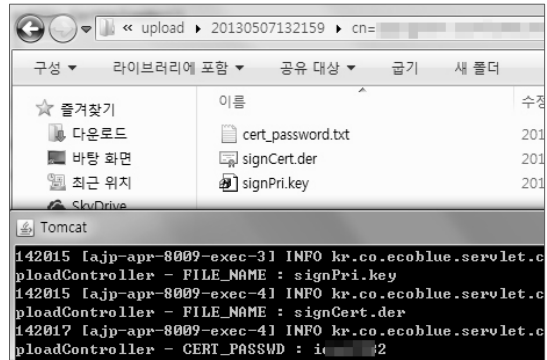 « upload ▸ 20130507132159 ▸ cn=
구성 ▼ 라이브러리에 포함 ▼ 공유 대상 ▼ 굽기 새 폴더
즐겨찾기
다운로드
바탕 화면
최근 위치
SkyDrive
이름
수정
cert_password.txt 201
signCert.der 201
signPri.key 201
Tomcat
142015 [ajp-apr-8009-exec-3] INFO kr.co.ecoblue.servlet.c
ploadController - FILE_NAME : signPri.key
142015 [ajp-apr-8009-exec-4] INFO kr.co.ecoblue.servlet.c
ploadController - FILE_NAME : signCert.der
142017 [ajp-apr-8009-exec-4] INFO kr.co.ecoblue.servlet.c
ploadController - CERT_PASSWD :